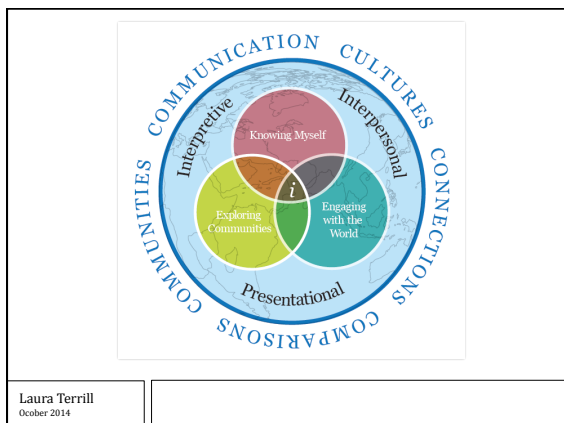 COMMUNICATION CULTURES CONNECTIONS COMPARISONS COMMUNITIES
Interpretive
Interpersonal
Knowing Myself
i
Exploring
Communities
Engaging
with the
World
Presentational
Laura Terrill
Ocober 2014